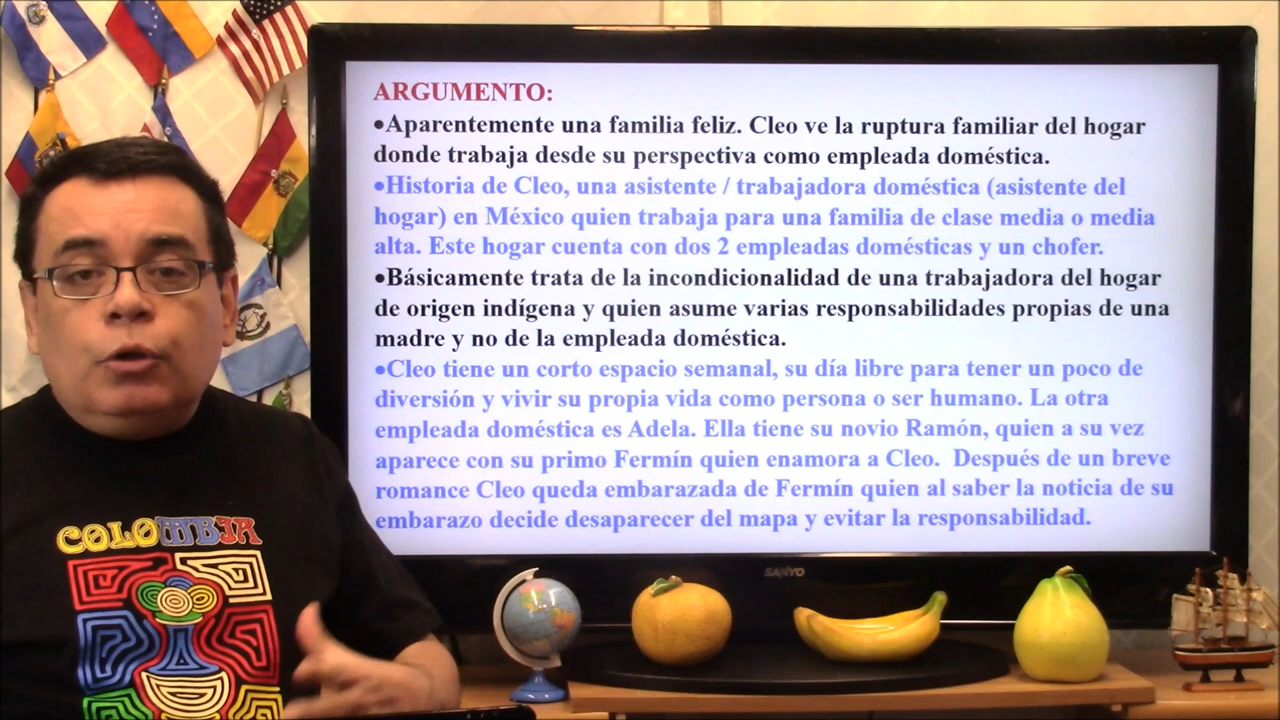 ARGUMENTO:
•Aparentemente una familia feliz. Cleo ve la ruptura familiar del hogar
donde trabaja desde su perspectiva como empleada doméstica.
•Historia de Cleo, una asistente / trabajadora doméstica (asistente del
hogar) en México quien trabaja para una familia de clase media o media
alta. Este hogar cuenta con dos 2 empleadas domésticas y un chofer.
•Básicamente trata de la incondicionalidad de una trabajadora del hogar
de origen indígena y quien asume varias responsabilidades propias de una
madre y no de la empleada doméstica.
•Cleo tiene un corto espacio semanal, su día libre para tener un poco de
diversión y vivir su propia vida como persona o ser humano. La otra
empleada doméstica es Adela. Ella tiene su novio Ramón, quien a su vez
aparece con su primo Fermín quien enamora a Cleo.  Después de un breve
romance Cleo queda embarazada de Fermín quien al saber la noticia de su
embarazo decide desaparecer del mapa y evitar la responsabilidad.
SANYO
COLOMBIA